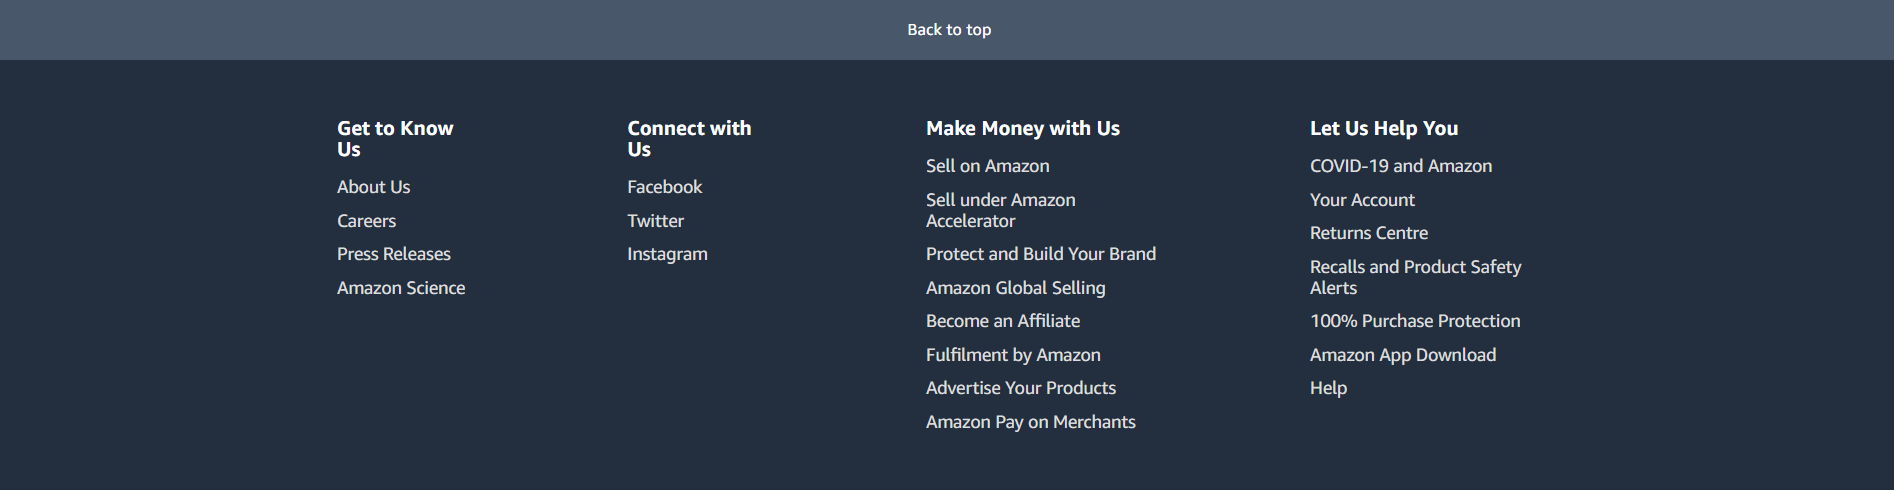 Back to top
Get to Know
Us
About Us
Careers
Press Releases
Amazon Science
Connect with
Us
Facebook
Twitter
Instagram
Make Money with Us
Sell on Amazon
Sell under Amazon
Accelerator
Protect and Build Your Brand
Amazon Global Selling
Become an Affiliate
Fulfilment by Amazon
Advertise Your Products
Amazon Pay on Merchants
Let Us Help You
COVID-19 and Amazon
Your Account
Returns Centre
Recalls and Product Safety
Alerts
100% Purchase Protection
Amazon App Download
Help